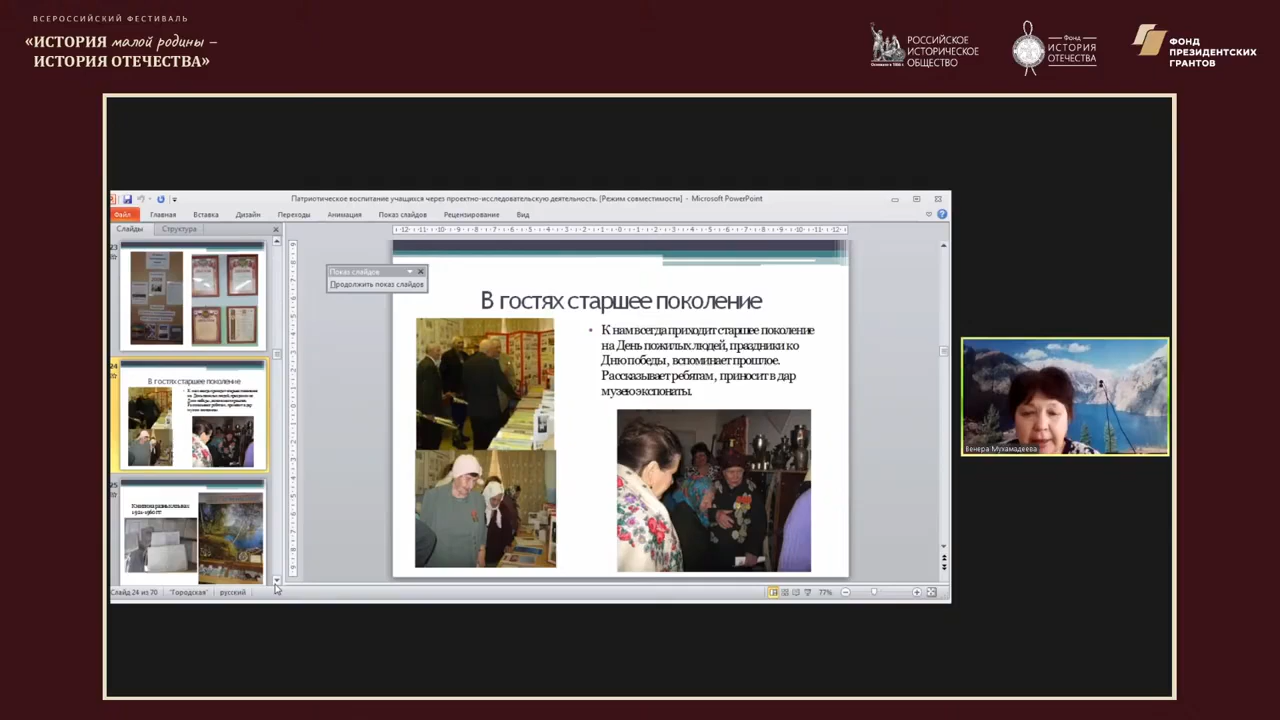 ВСЕРОССИЙСКИЙ ФЕСТИВАЛЬ
«ИСТОРИЯ малой родины –
ИСТОРИЯ ОТЕЧЕСТВА»
РОССИЙСКОЕ
ИСТОРИЧЕСКОЕ
ОБЩЕСТВО
Фонд
ИСТОРИЯ
ОТЕЧЕСТВА
ФОНД
ПРЕЗИДЕНТСКИХ
ГРАНТОВ
Патриотическое воспитание учащихся через проектно-исследовательскую деятельность. [Режим совместимости] - Microsoft PowerPoint
Файл Главная Вставка Дизайн Переходы Анимация Показ слайдов Рецензирование Вид
Слайды Структура
23
24
В гостях старшее поколение
25
Показ слайдов
Продолжить показ слайдов
В гостях старшее поколение
• К нам всегда приходит старшее поколение
на День пожилых людей, праздники ко
Дню победы , вспоминает прошлое.
Рассказывает ребятам , приносит в дар
музею экспонаты.
Слайд 24 из 70 "Городская" русский 77%
Венера Мухамадеева